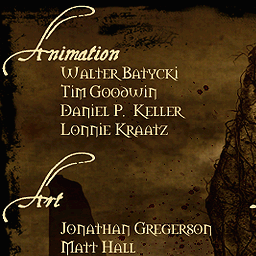 Animation
Walter Batycki
Tim Goodwin
Daniel P. Keller
Lonnie Kraatz
Art
Jonathan Gregerson
Matt Hall